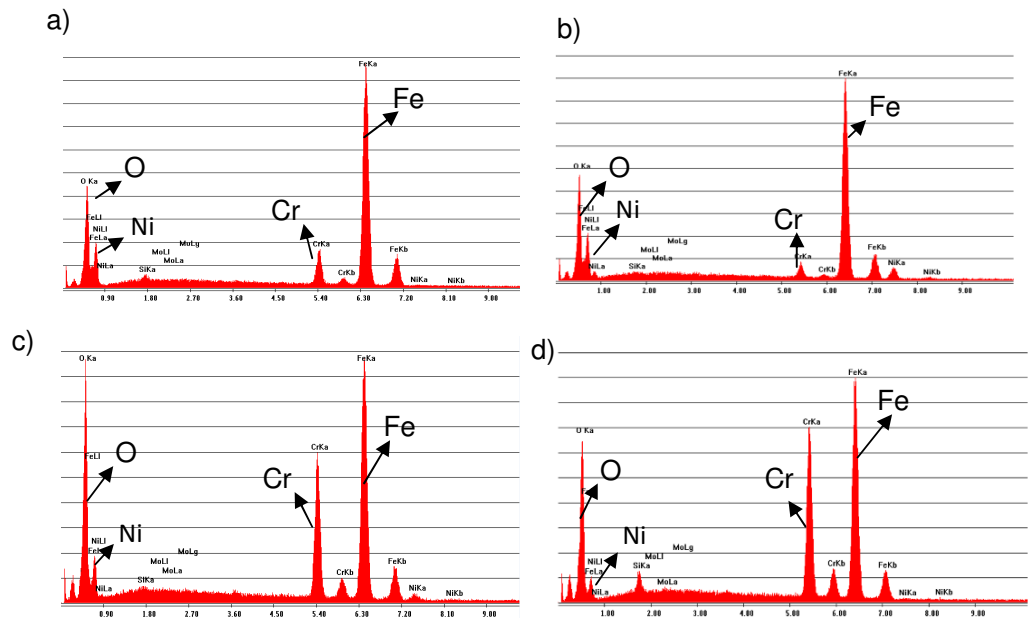 a)
FeKa
Fe
O
O Ka
FeLl
NiLl
FeLa
Ni
NiLa
SiKa
MoLl
MoLa
MoLg
Cr
CrKa
CrKb
FeKb
NiKa
NiKb
0.90 1.80 2.70 3.60 4.50 5.40 6.30 7.20 8.10 9.00
b)
FeKa
Fe
O
O Ka
FeLl
NiLl
FeLa
Ni
NiLa
SiKa
MoLl
MoLa
MoLg
Cr
CrKa
CrKb
FeKb
NiKa
NiKb
1.00 2.00 3.00 4.00 5.00 6.00 7.00 8.00 9.00
c)
O Ka
FeKa
Fe
FeLl
O
NiLl
FeLa
Ni
NiLa
SiKa
MoLl
MoLa
MoLg
Cr
CrKa
CrKb
FeKb
NiKa
NiKb
0.90 1.80 2.70 3.60 4.50 5.40 6.30 7.20 8.10 9.00
d)
FeKa
Fe
O Ka
O
NiLl
FeLa
Ni
NiLa
SiKa
MoLl
MoLa
MoLg
Cr
CrKa
CrKb
FeKb
NiKa
NiKb
1.00 2.00 3.00 4.00 5.00 6.00 7.00 8.00 9.00